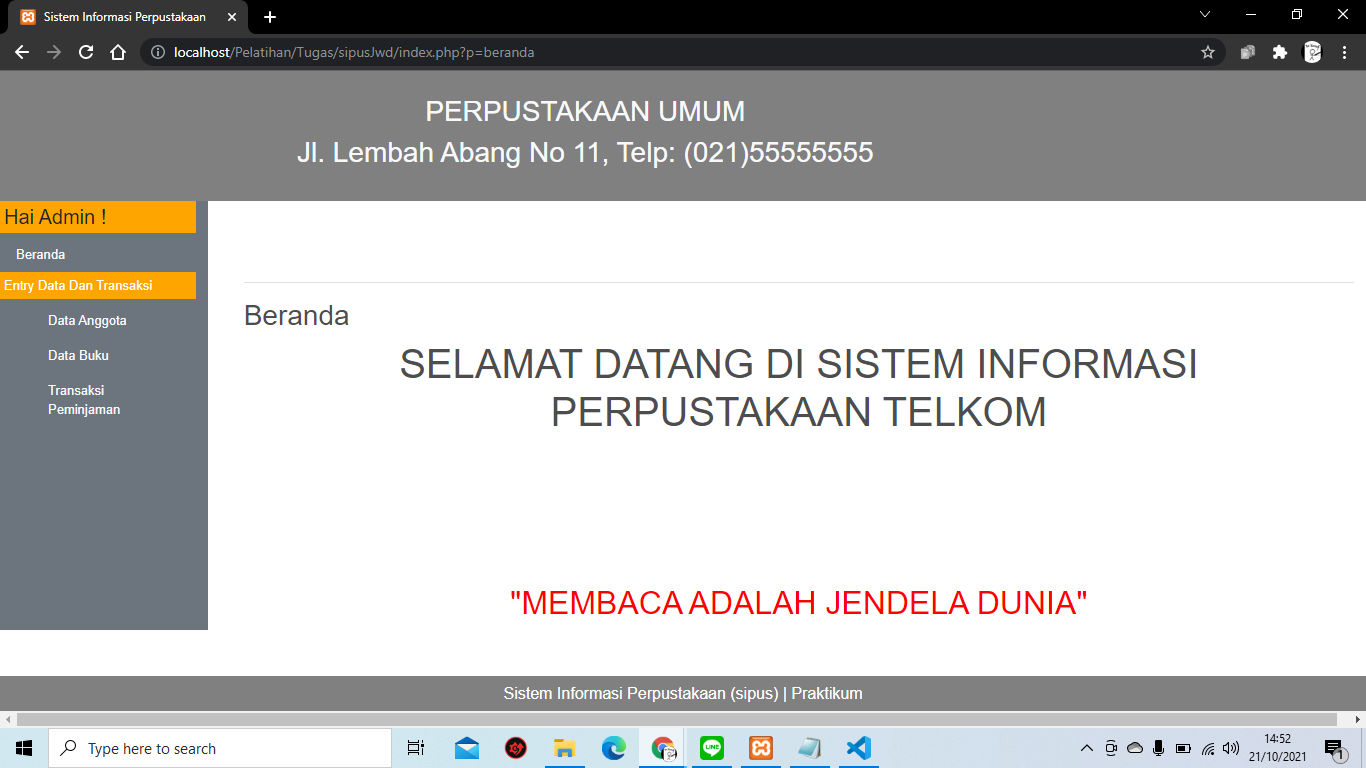 Sistem Informasi Perpustakaan
localhost/Pelatihan/Tugas/sipusJwd/index.php?p=beranda
PERPUSTAKAAN UMUM
Jl. Lembah Abang No 11, Telp: (021)55555555
Hai Admin !
Beranda
Entry Data Dan Transaksi
Data Anggota
Data Buku
Transaksi
Peminjaman
Beranda
SELAMAT DATANG DI SISTEM INFORMASI
PERPUSTAKAAN TELKOM
"MEMBACA ADALAH JENDELA DUNIA"
Sistem Informasi Perpustakaan (sipus) | Praktikum
Type here to search
LINE
14:52
21/10/2021
1